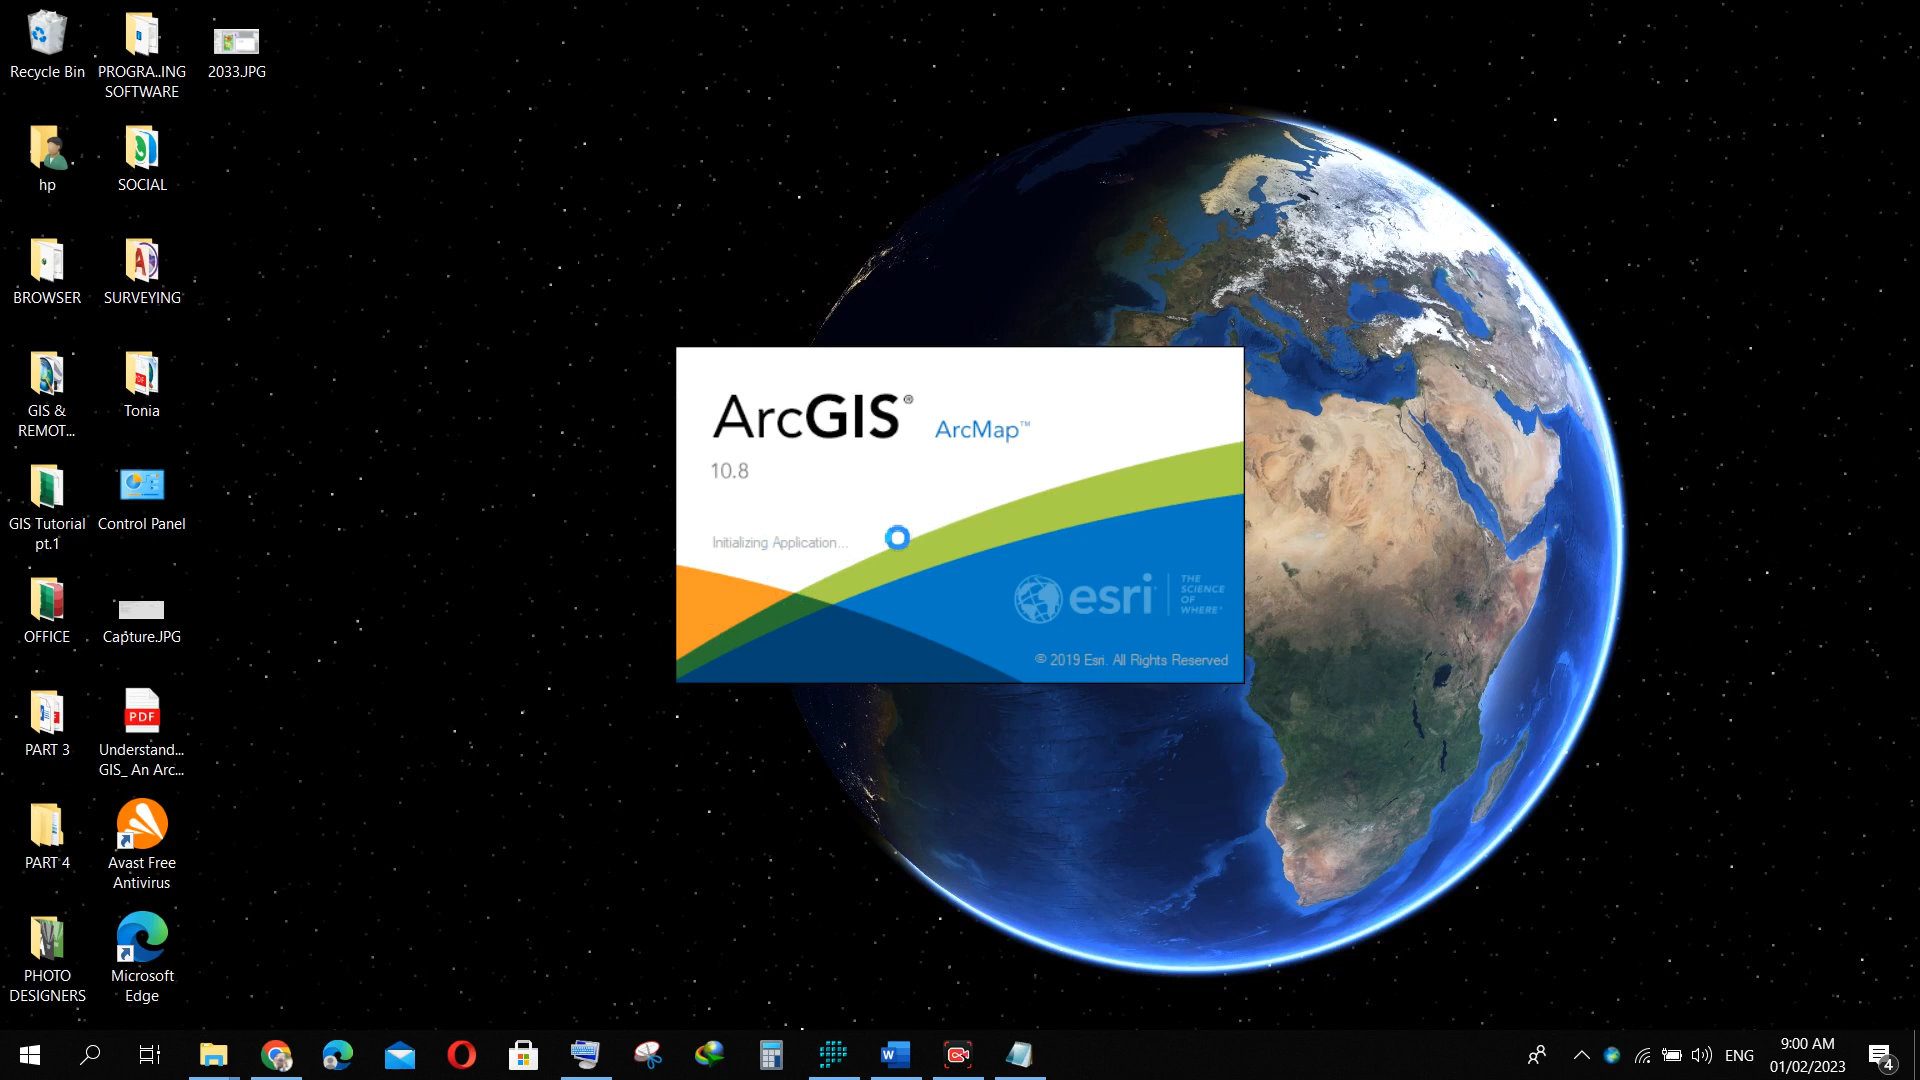 Recycle Bin
PROGRA..ING
SOFTWARE
2033.JPG
hp
SOCIAL
BROWSER
SURVEYING
GIS &
REMOT...
Tonia
GIS Tutorial
pt.1
Control Panel
OFFICE
Capture.JPG
PART 3
Understand...
GIS_ An Arc...
PART 4
Avast Free
Antivirus
PHOTO
DESIGNERS
Microsoft
Edge
PDF
ArcGIS®
ArcMap™
10.8
Initializing Application...
esri
THE
SCIENCE
OF
WHERE™
© 2019 Esri. All Rights Reserved
ENG
9:00 AM
01/02/2023
4